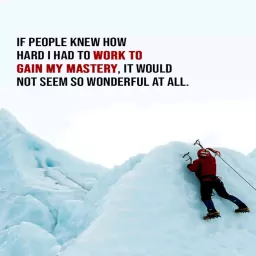 IF PEOPLE KNEW HOW
HARD I HAD TO WORK TO
GAIN MY MASTERY, IT WOULD
NOT SEEM SO WONDERFUL AT ALL.